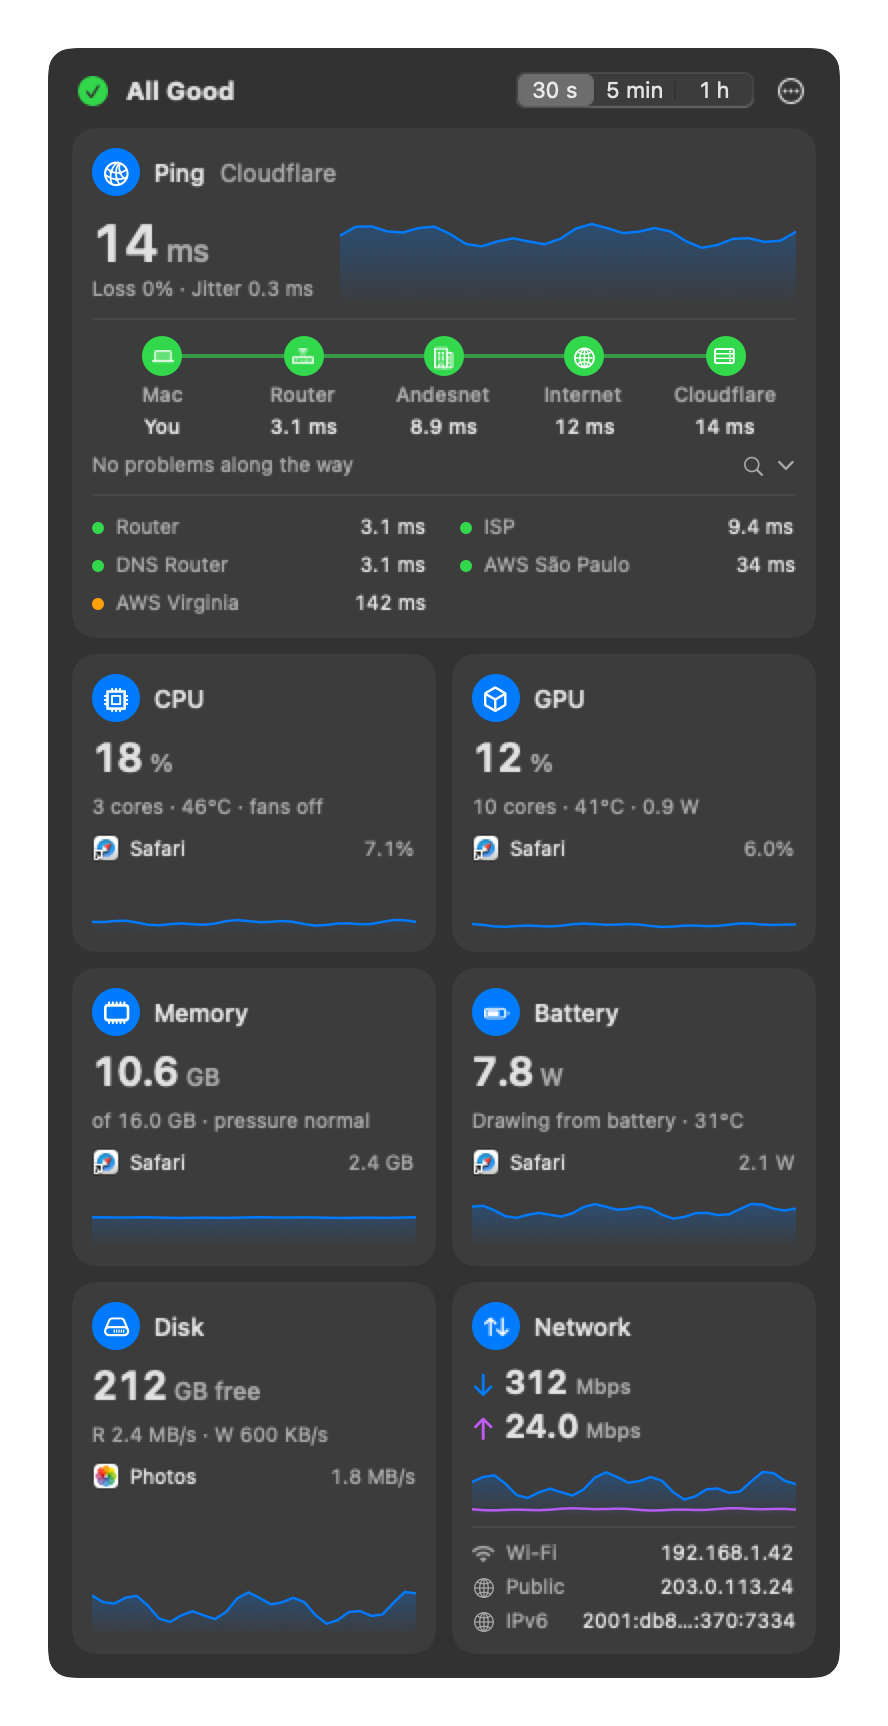 All Good
30 s 5 min 1 h
Ping Cloudflare
14 ms
Loss 0% · Jitter 0.3 ms
Mac Router Andesnet Internet Cloudflare
You 3.1 ms 8.9 ms 12 ms 14 ms
No problems along the way
Router 3.1 ms ISP 9.4 ms
DNS Router 3.1 ms AWS São Paulo 34 ms
AWS Virginia 142 ms
CPU
18 %
3 cores · 46°C · fans off
Safari 7.1%
GPU
12 %
10 cores · 41°C · 0.9 W
Safari 6.0%
Memory
10.6 GB
of 16.0 GB · pressure normal
Safari 2.4 GB
Battery
7.8 W
Drawing from battery · 31°C
Safari 2.1 W
Disk
212 GB free
R 2.4 MB/s · W 600 KB/s
Photos 1.8 MB/s
Network
↓ 312 Mbps
↑ 24.0 Mbps
Wi-Fi 192.168.1.42
Public 203.0.113.24
IPv6 2001:db8...:370:7334